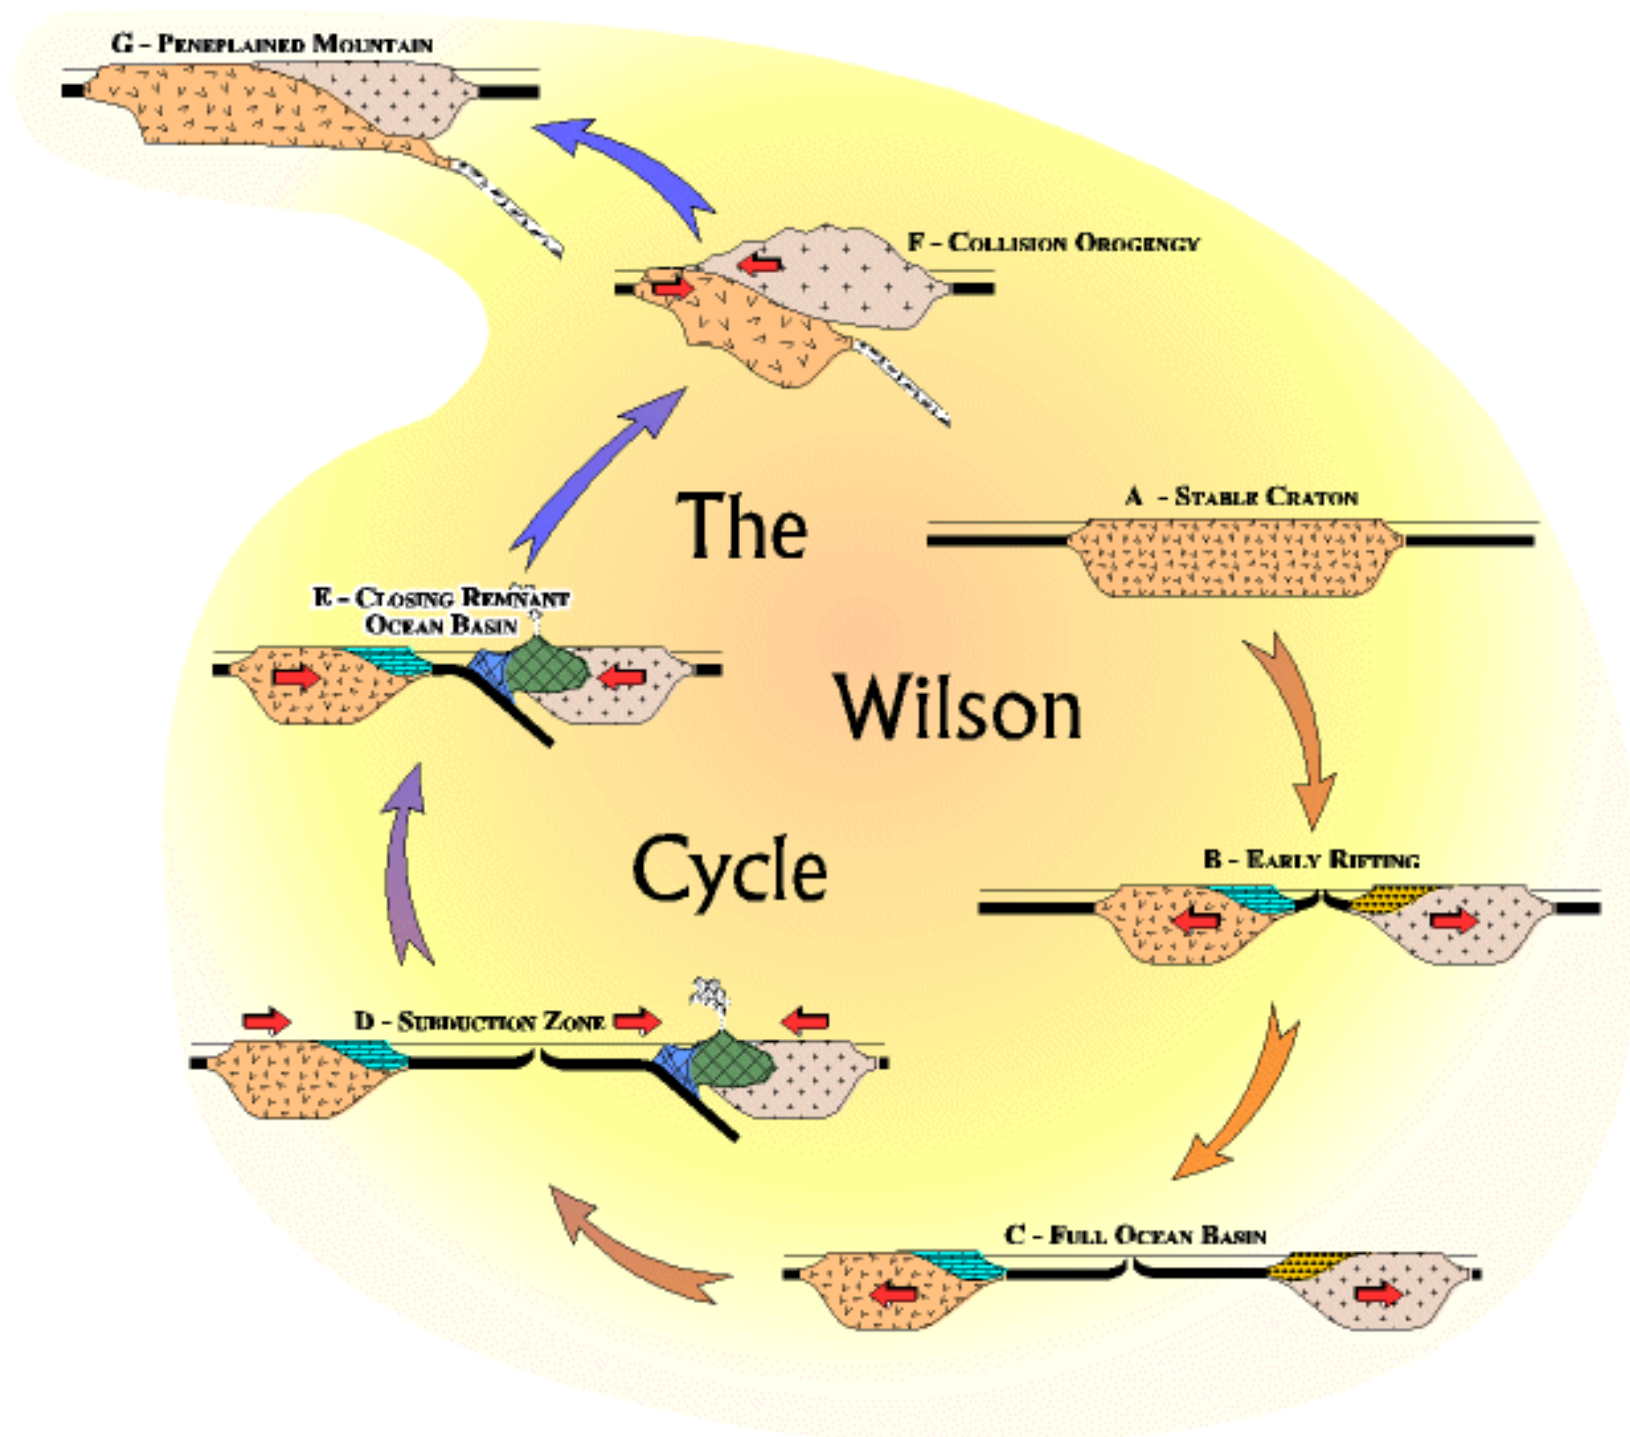 G - Peneplained Mountain
F - Collision Orogengy
The
A - Stable Craton
E - Closing Remnant
Ocean Basin
Wilson
Cycle
B - Early Rifting
D - Subduction Zone
C - Full Ocean Basin